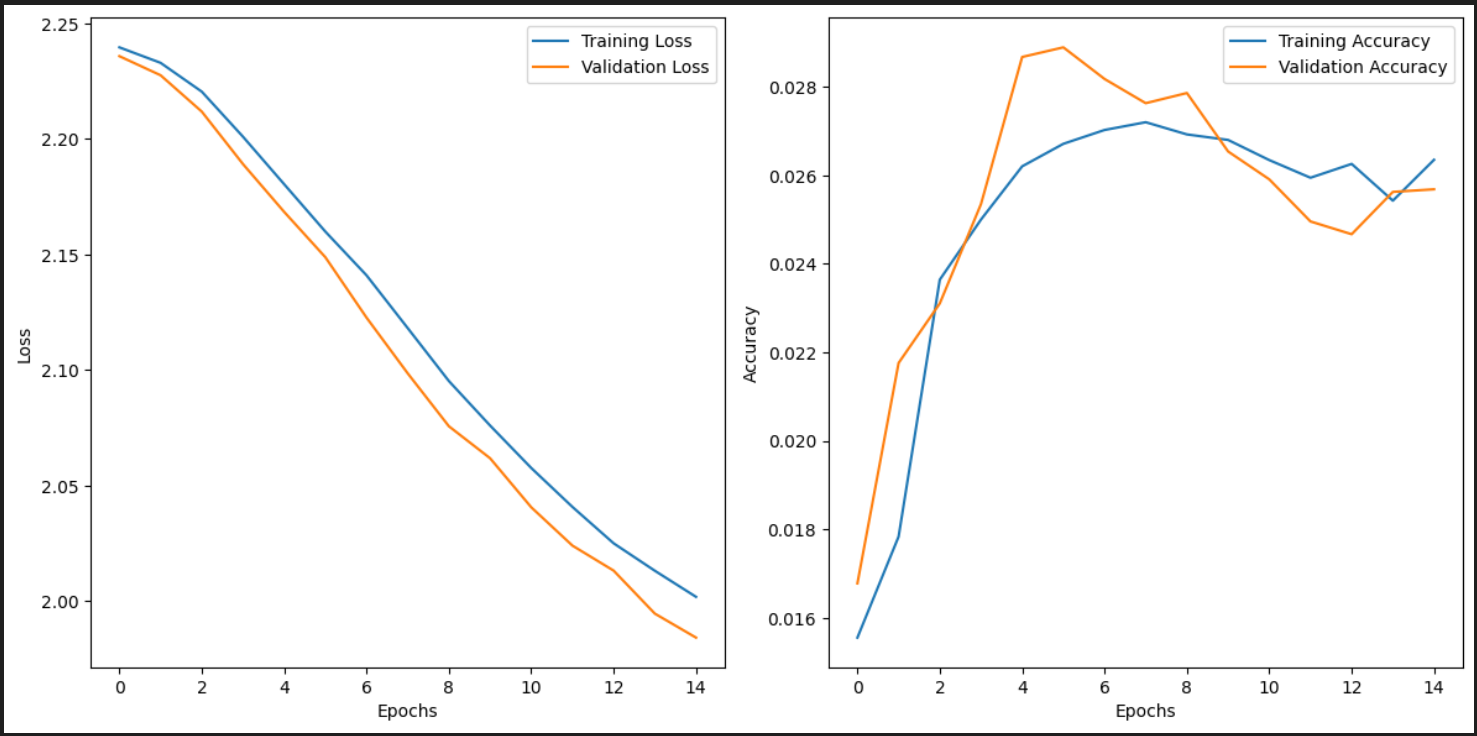 2.25
2.20
2.15
2.10
2.05
2.00
Loss
0 2 4 6 8 10 12 14
Epochs
Training Loss
Validation Loss
0.028
0.026
0.024
0.022
0.020
0.018
0.016
Accuracy
0 2 4 6 8 10 12 14
Epochs
Training Accuracy
Validation Accuracy